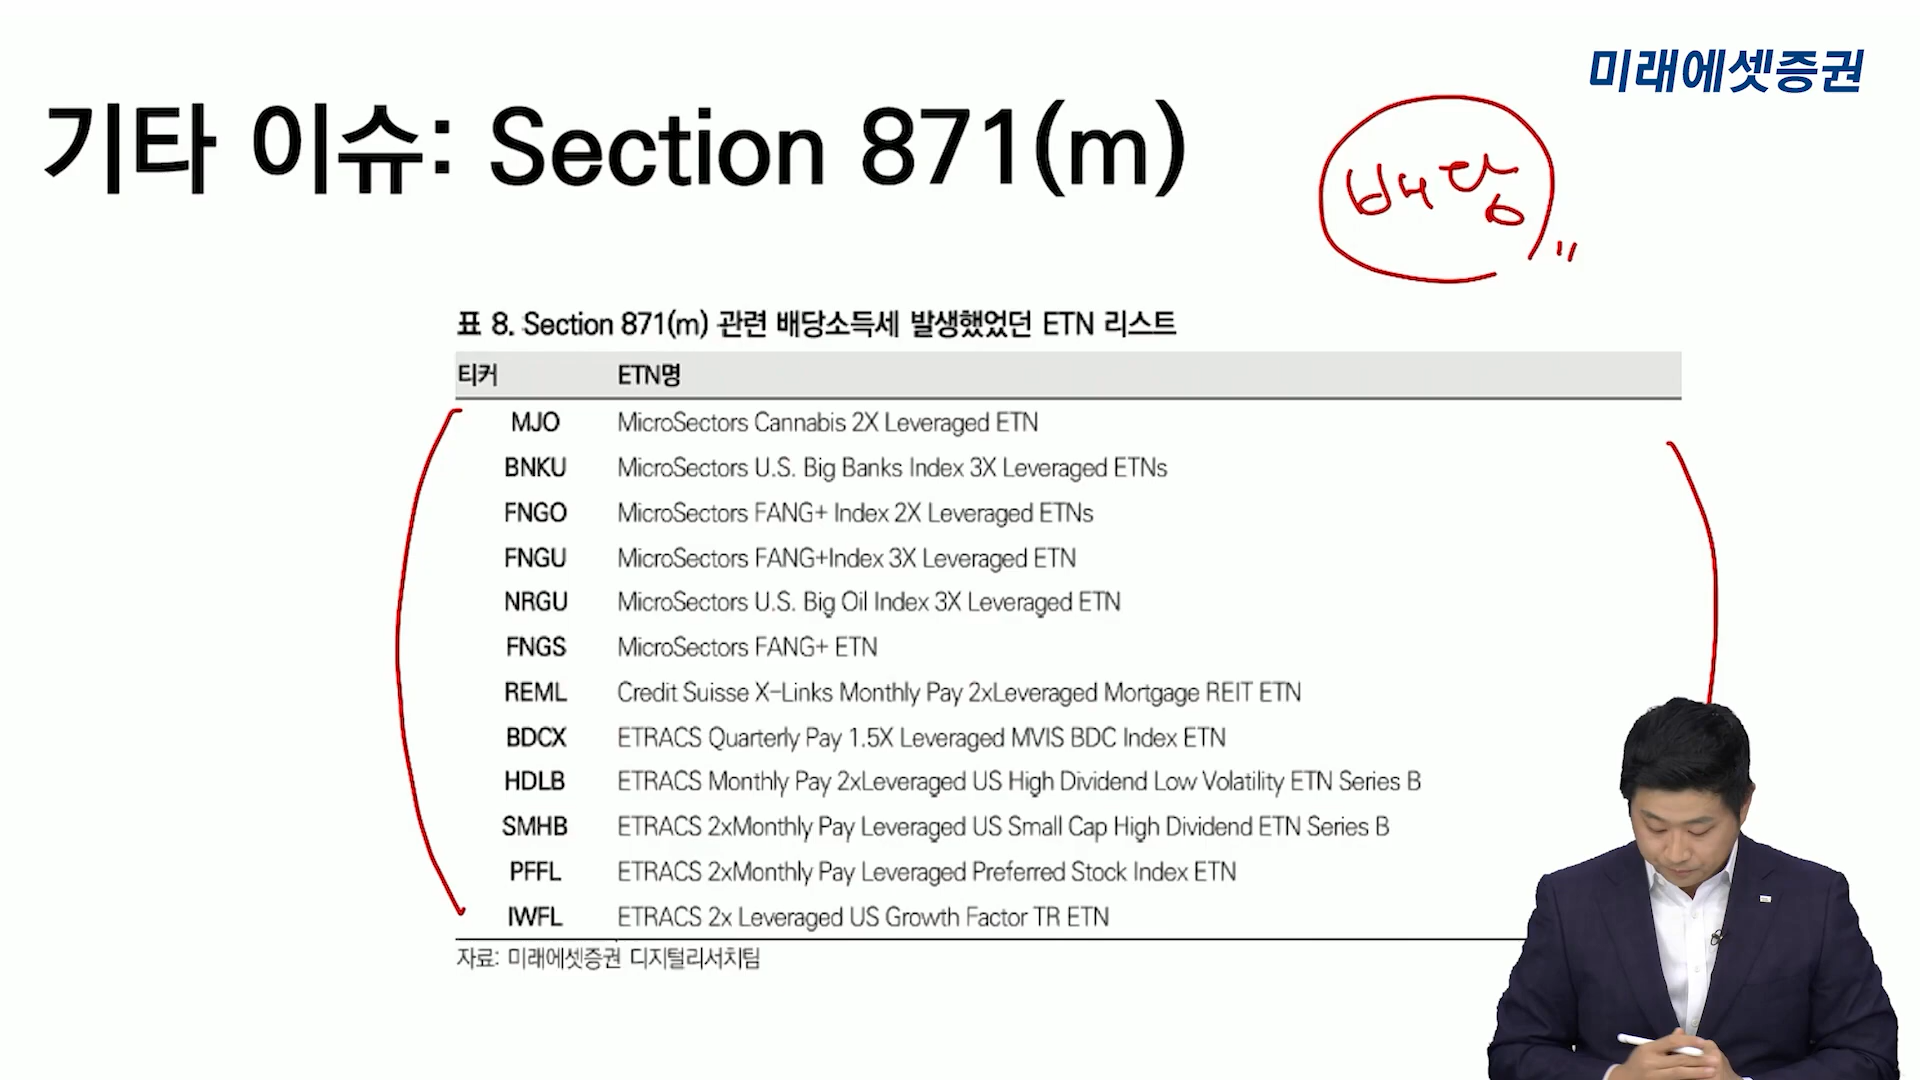 미래에셋증권
기타 이슈: Section 871(m)
배당
표 8. Section 871(m) 관련 배당소득세 발생했었던 ETN 리스트
티커 ETN명
MJO MicroSectors Cannabis 2X Leveraged ETN
BNKU MicroSectors U.S. Big Banks Index 3X Leveraged ETNs
FNGO MicroSectors FANG+ Index 2X Leveraged ETNs
FNGU MicroSectors FANG+Index 3X Leveraged ETN
NRGU MicroSectors U.S. Big Oil Index 3X Leveraged ETN
FNGS MicroSectors FANG+ ETN
REML Credit Suisse X-Links Monthly Pay 2xLeveraged Mortgage REIT ETN
BDCX ETRACS Quarterly Pay 1.5X Leveraged MVIS BDC Index ETN
HDLB ETRACS Monthly Pay 2xLeveraged US High Dividend Low Volatility ETN Series B
SMHB ETRACS 2xMonthly Pay Leveraged US Small Cap High Dividend ETN Series B
PFFL ETRACS 2xMonthly Pay Leveraged Preferred Stock Index ETN
IWFL ETRACS 2x Leveraged US Growth Factor TR ETN
자료: 미래에셋증권 디지털리서치팀